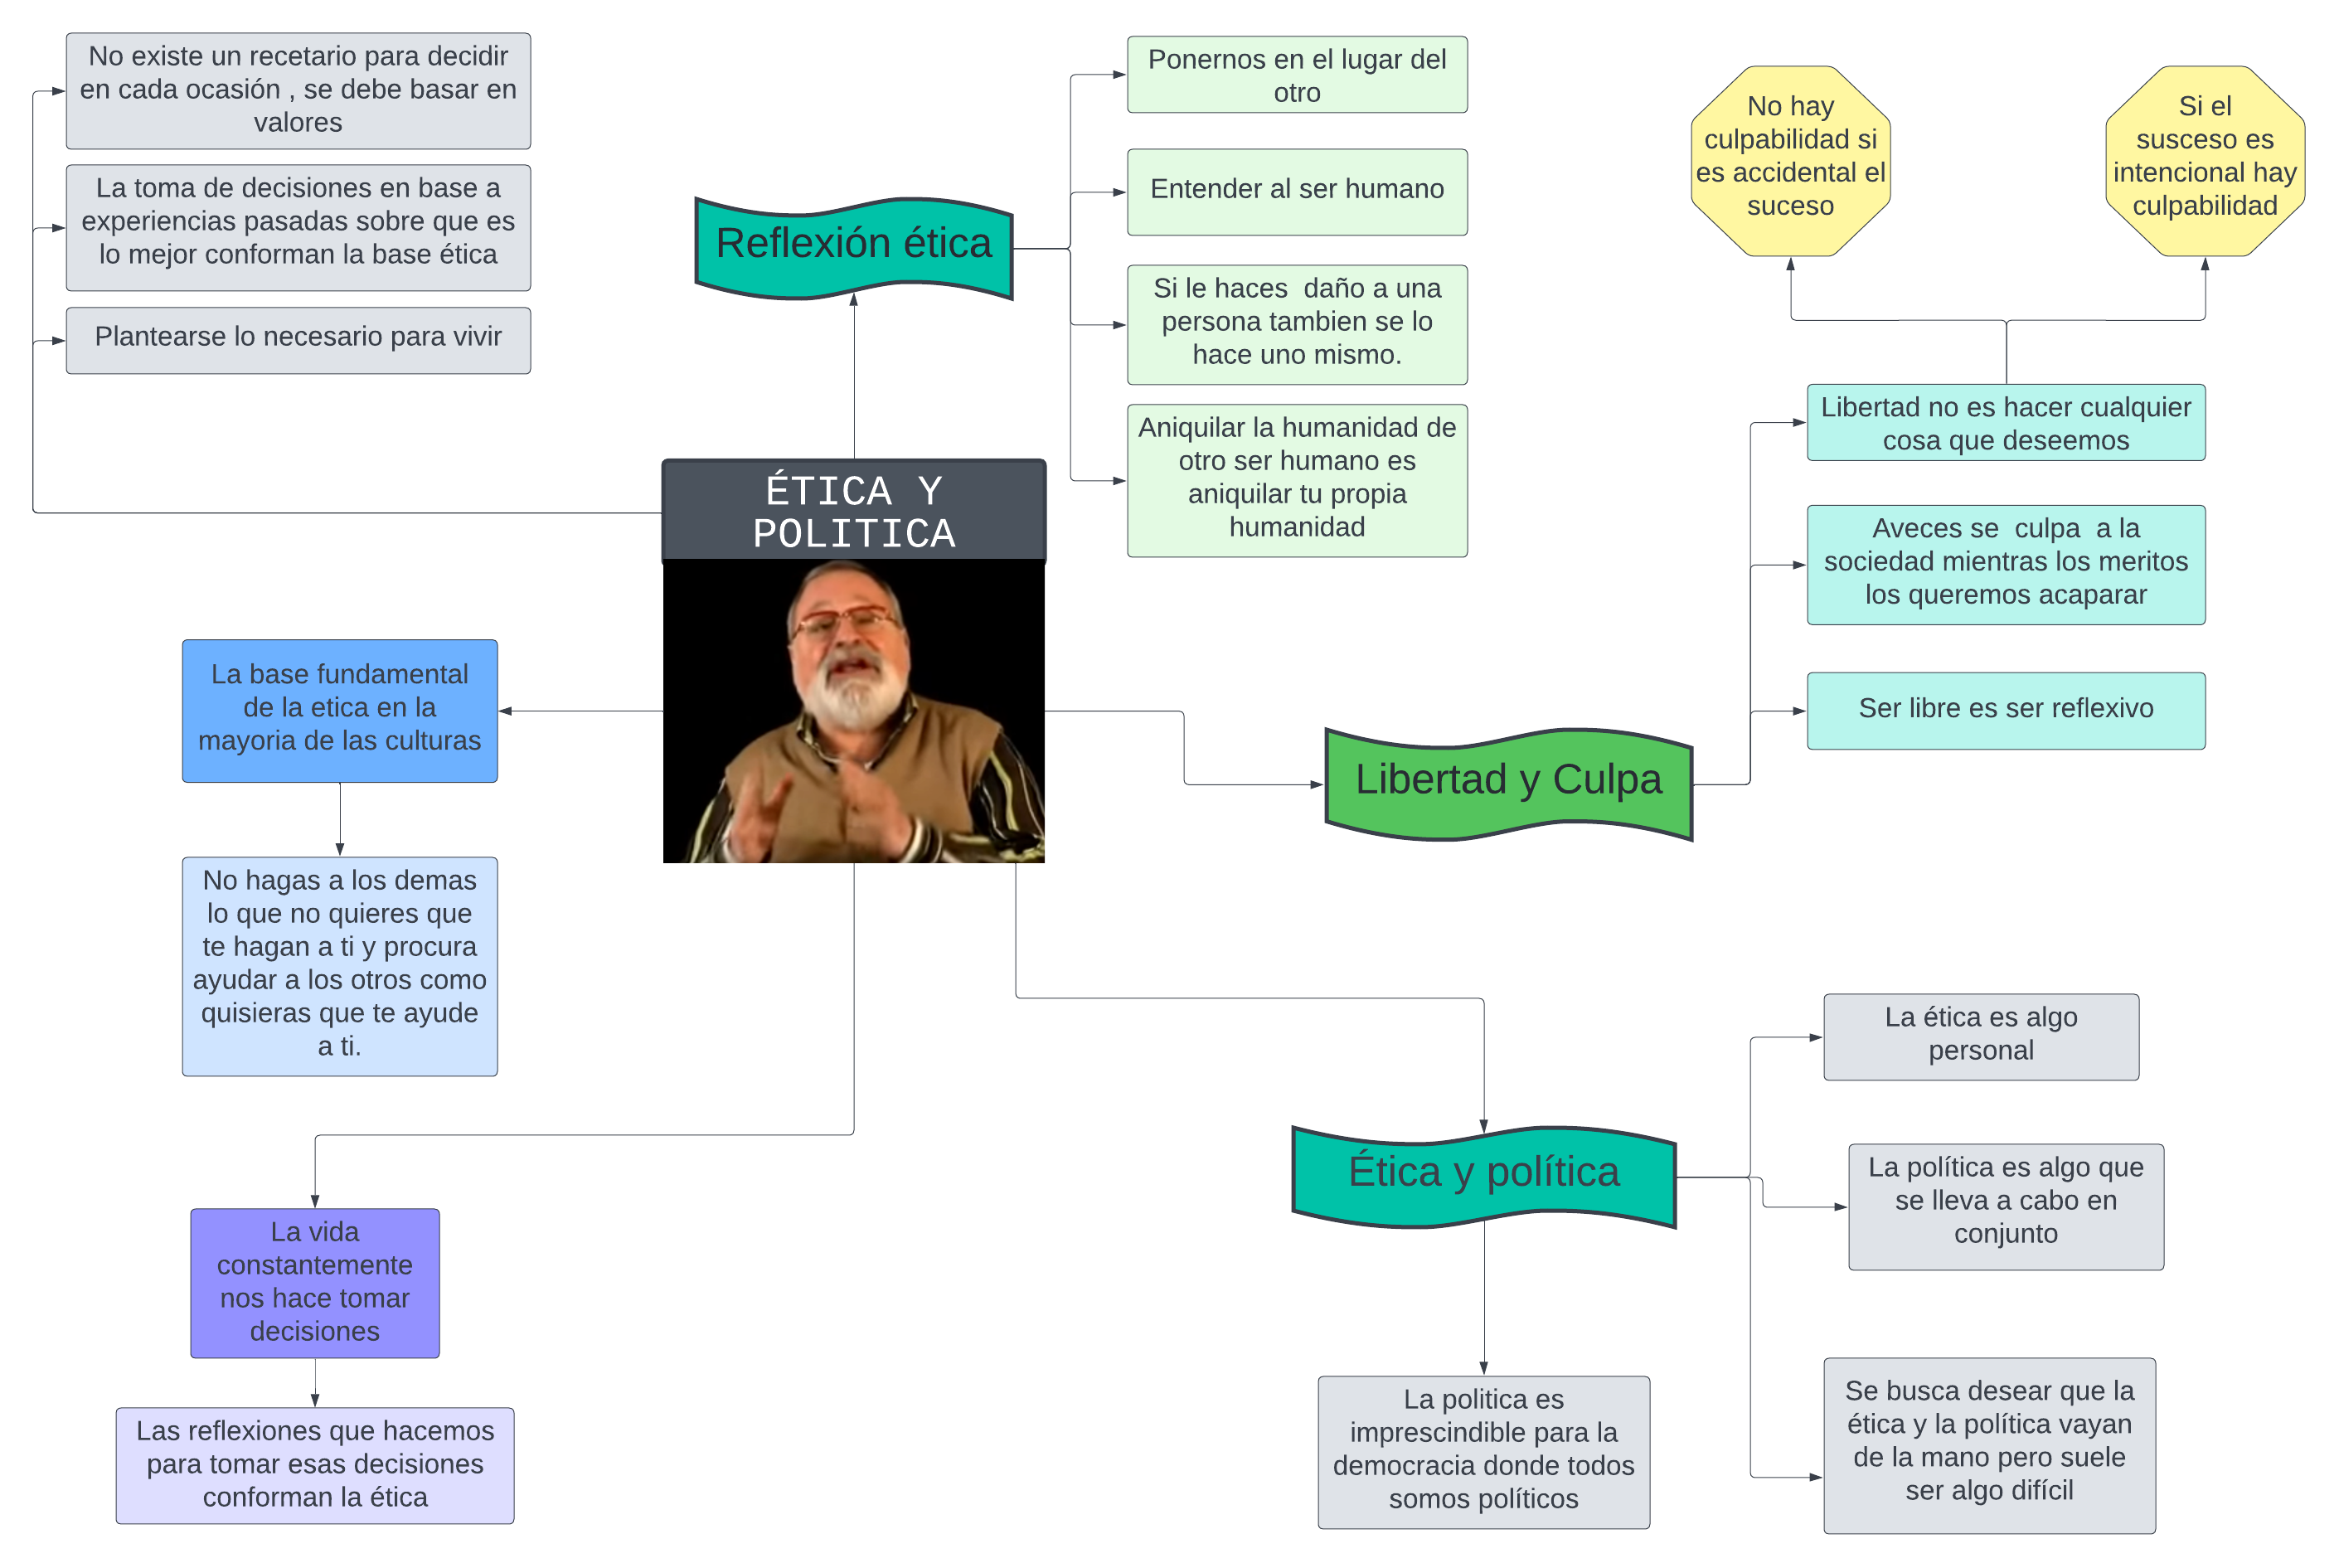 No existe un recetario para decidir
en cada ocasión , se debe basar en
valores
La toma de decisiones en base a
experiencias pasadas sobre que es
lo mejor conforman la base ética
Plantearse lo necesario para vivir
Reflexión ética
Ponernos en el lugar del
otro
Entender al ser humano
Si le haces  daño a una
persona tambien se lo
hace uno mismo.
Aniquilar la humanidad de
otro ser humano es
aniquilar tu propia
humanidad
No hay
culpabilidad si
es accidental el
suceso
Si el
susceso es
intencional hay
culpabilidad
Libertad no es hacer cualquier
cosa que deseemos
Aveces se  culpa  a la
sociedad mientras los meritos
los queremos acaparar
Ser libre es ser reflexivo
ÉTICA Y
POLITICA
Libertad y Culpa
La base fundamental
de la etica en la
mayoria de las culturas
No hagas a los demas
lo que no quieres que
te hagan a ti y procura
ayudar a los otros como
quisieras que te ayude
a ti.
La vida
constantemente
nos hace tomar
decisiones
Las reflexiones que hacemos
para tomar esas decisiones
conforman la ética
Ética y política
La ética es algo
personal
La política es algo que
se lleva a cabo en
conjunto
Se busca desear que la
ética y la política vayan
de la mano pero suele
ser algo difícil
La politica es
imprescindible para la
democracia donde todos
somos políticos